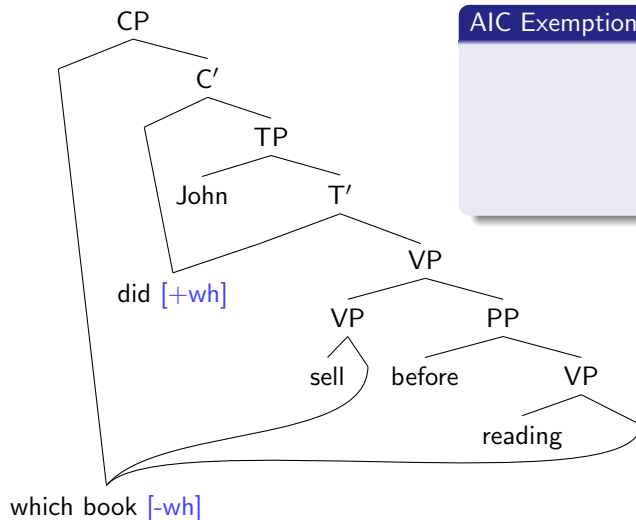 CP
AIC Exemption
C′
TP
John
T′
did [+wh]
VP
VP
PP
sell
before
VP
reading
which book [-wh]